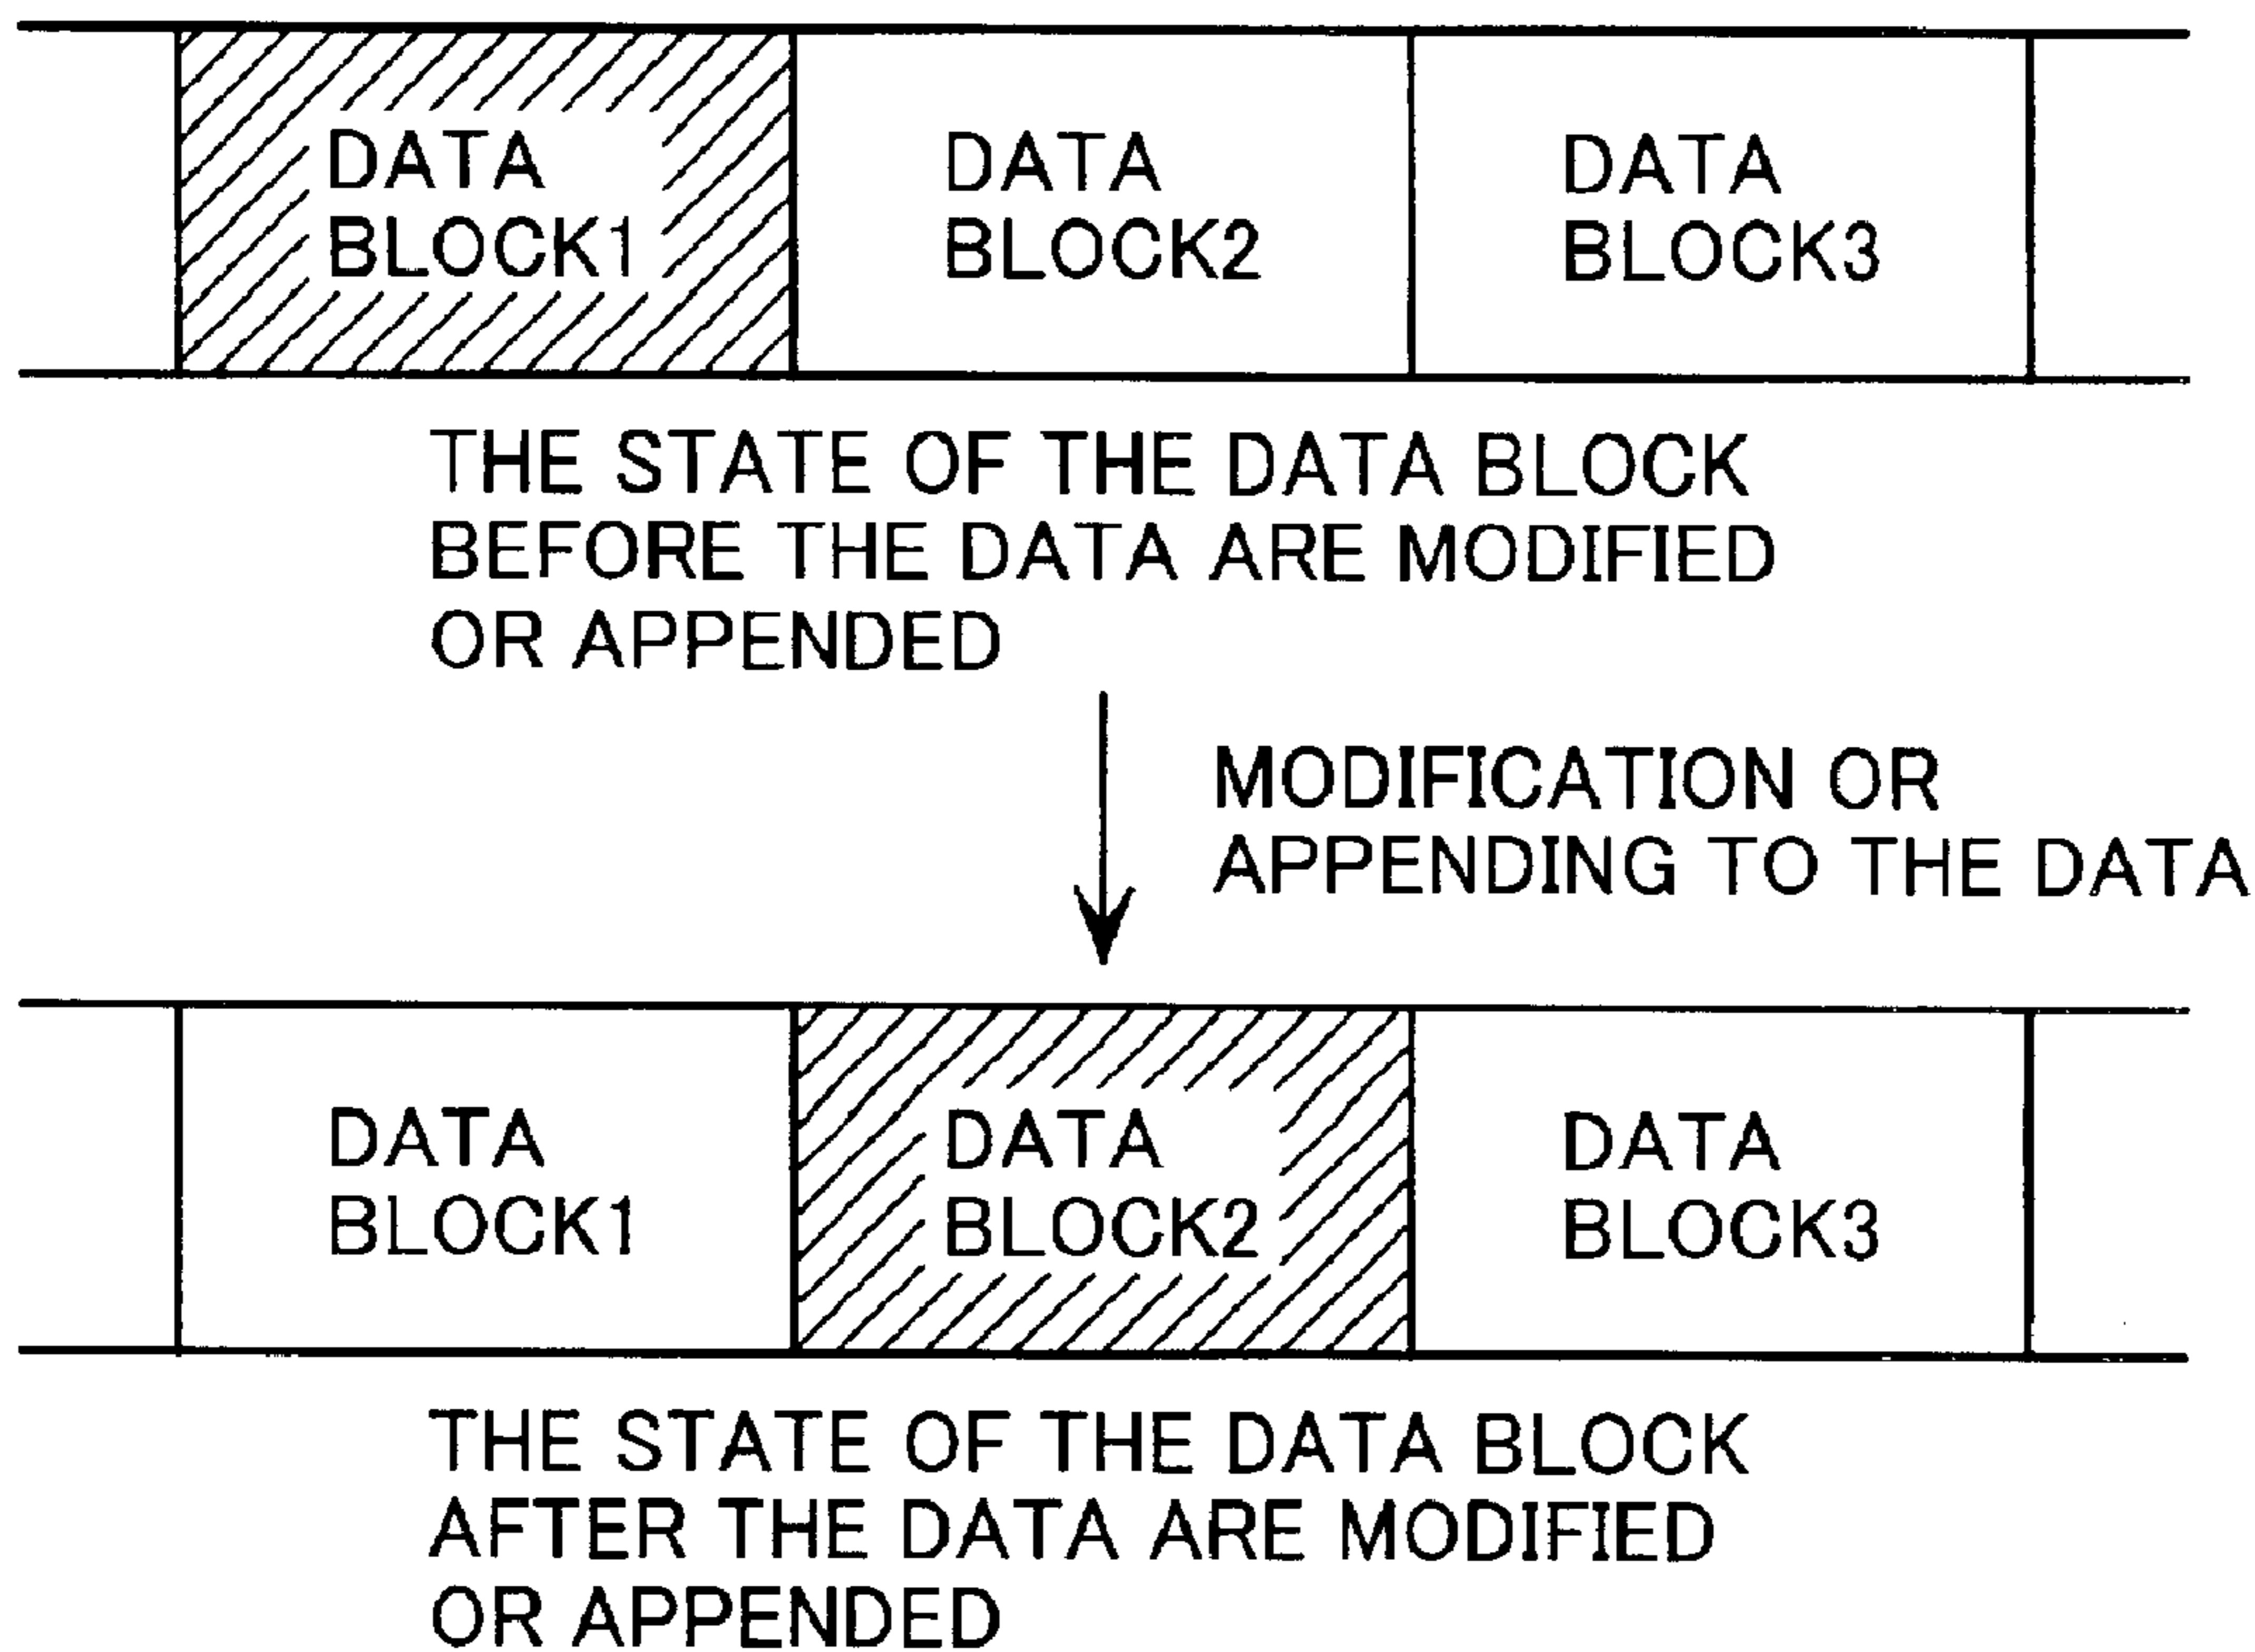 DATA
BLOCK1
DATA
BLOCK2
DATA
BLOCK3
THE STATE OF THE DATA BLOCK
BEFORE THE DATA ARE MODIFIED
OR APPENDED
MODIFICATION OR
APPENDING TO THE DATA
DATA
BLOCK1
DATA
BLOCK2
DATA
BLOCK3
THE STATE OF THE DATA BLOCK
AFTER THE DATA ARE MODIFIED
OR APPENDED